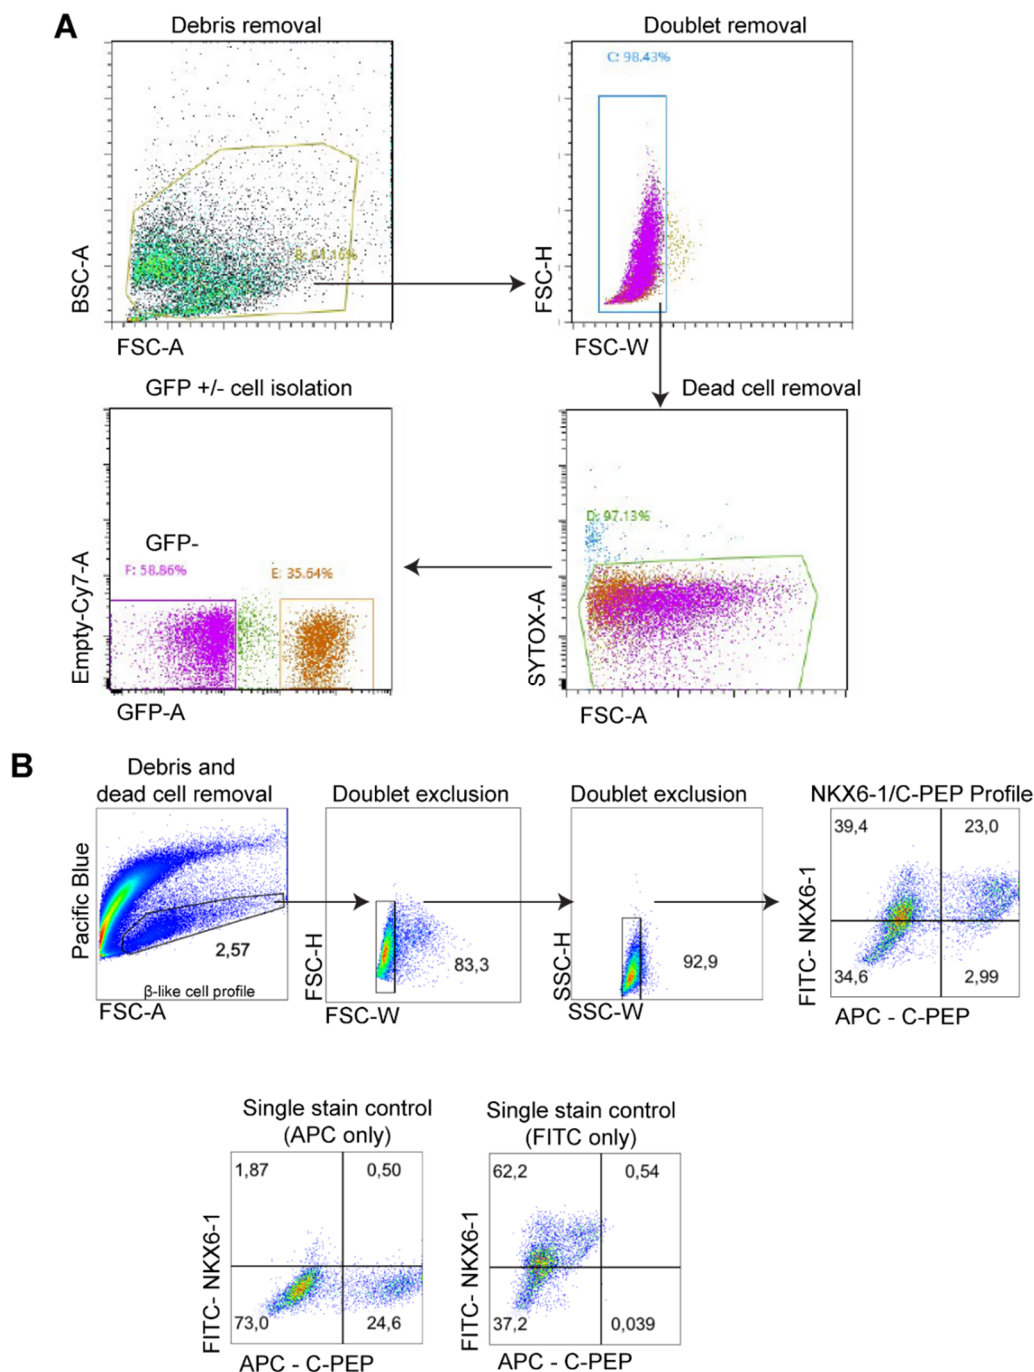 A
Debris removal
BSC-A
FSC-A
Doublet removal
C: 98.43%
FSC-H
FSC-W
GFP +/- cell isolation
GFP-
F: 58.86%
E: 35.64%
Empty-Cy7-A
GFP-A
Dead cell removal
D: 97.13%
SYTOX-A
FSC-A
B
Debris and
dead cell removal
Pacific Blue
2,57
β-like cell profile
FSC-A
Doublet exclusion
FSC-H
83,3
FSC-W
Doublet exclusion
SSC-H
92,9
SSC-W
NKX6-1/C-PEP Profile
39,4
23,0
FITC- NKX6-1
34,6
2,99
APC - C-PEP
Single stain control
(APC only)
1,87
0,50
FITC- NKX6-1
73,0
24,6
APC - C-PEP
Single stain control
(FITC only)
62,2
0,54
FITC- NKX6-1
37,2
0,039
APC - C-PEP